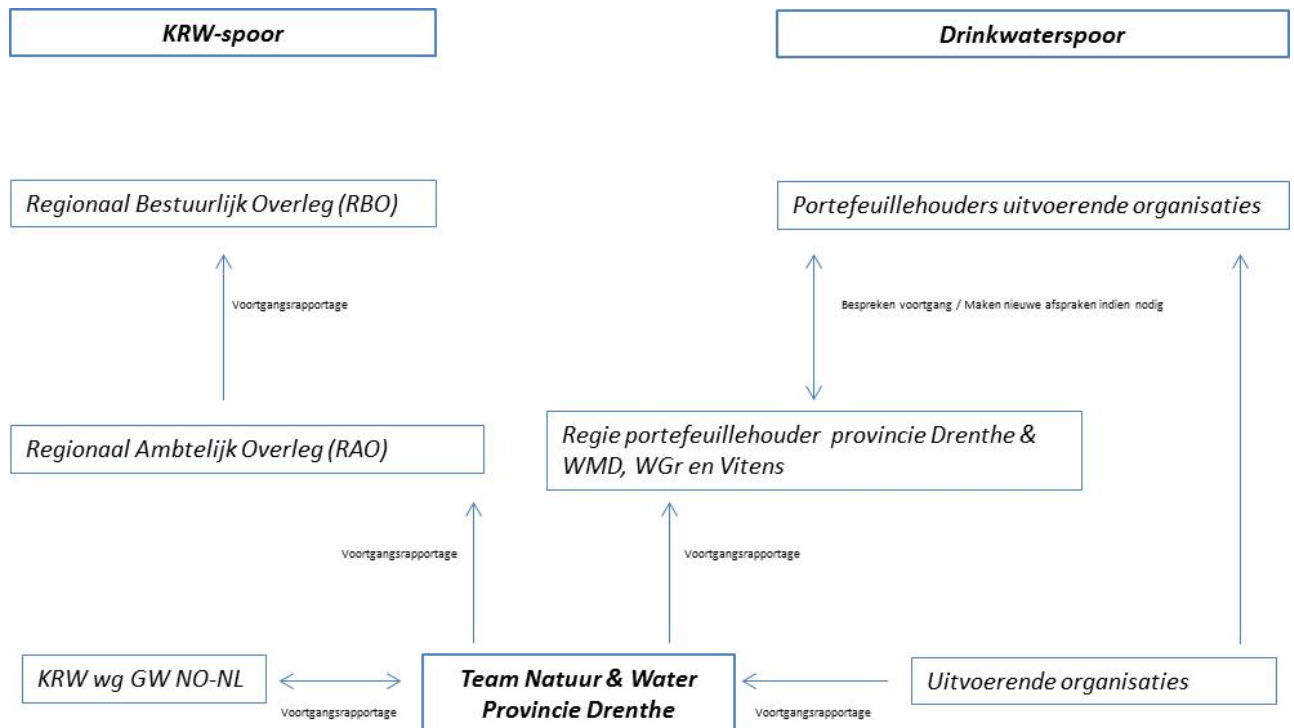 KRW-spoor
Drinkwaterspoor
Regionaal Bestuurlijk Overleg (RBO)
Portefeuillehouders uitvoerende organisaties
Voortgangsrapportage
Bespreken voortgang / Maken nieuwe afspraken indien nodig
Regionaal Ambtelijk Overleg (RAO)
Regie portefeuillehouder provincie Drenthe &
WMD, WGr en Vitens
Voortgangsrapportage
Voortgangsrapportage
KRW wg GW NO-NL
Team Natuur & Water
Provincie Drenthe
Uitvoerende organisaties
Voortgangsrapportage
Voortgangsrapportage